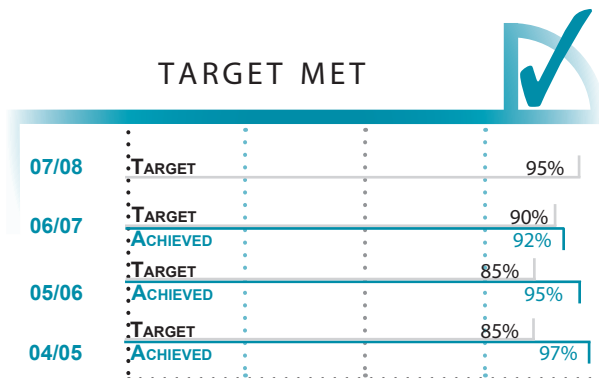 TARGET MET
07/08 TARGET 95%
06/07 TARGET 90%
ACHIEVED 92%
05/06 TARGET 85%
ACHIEVED 95%
04/05 TARGET 85%
ACHIEVED 97%